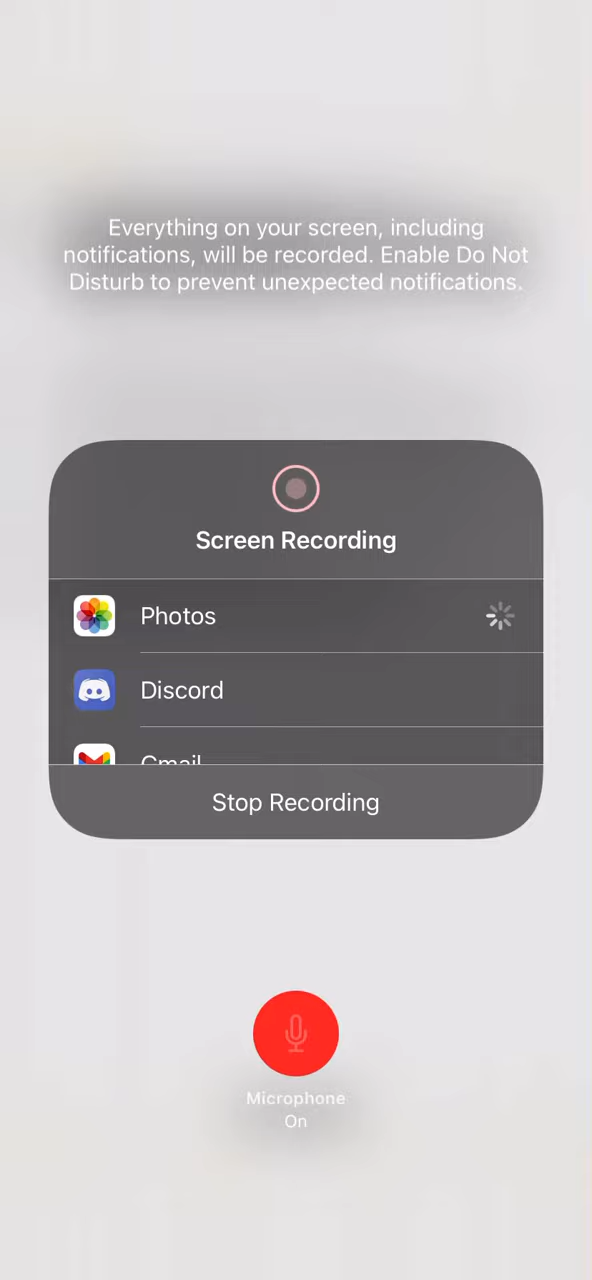 Everything on your screen, including
notifications, will be recorded. Enable Do Not
Disturb to prevent unexpected notifications.
Screen Recording
Photos
Discord
Gmail
Stop Recording
Microphone
On